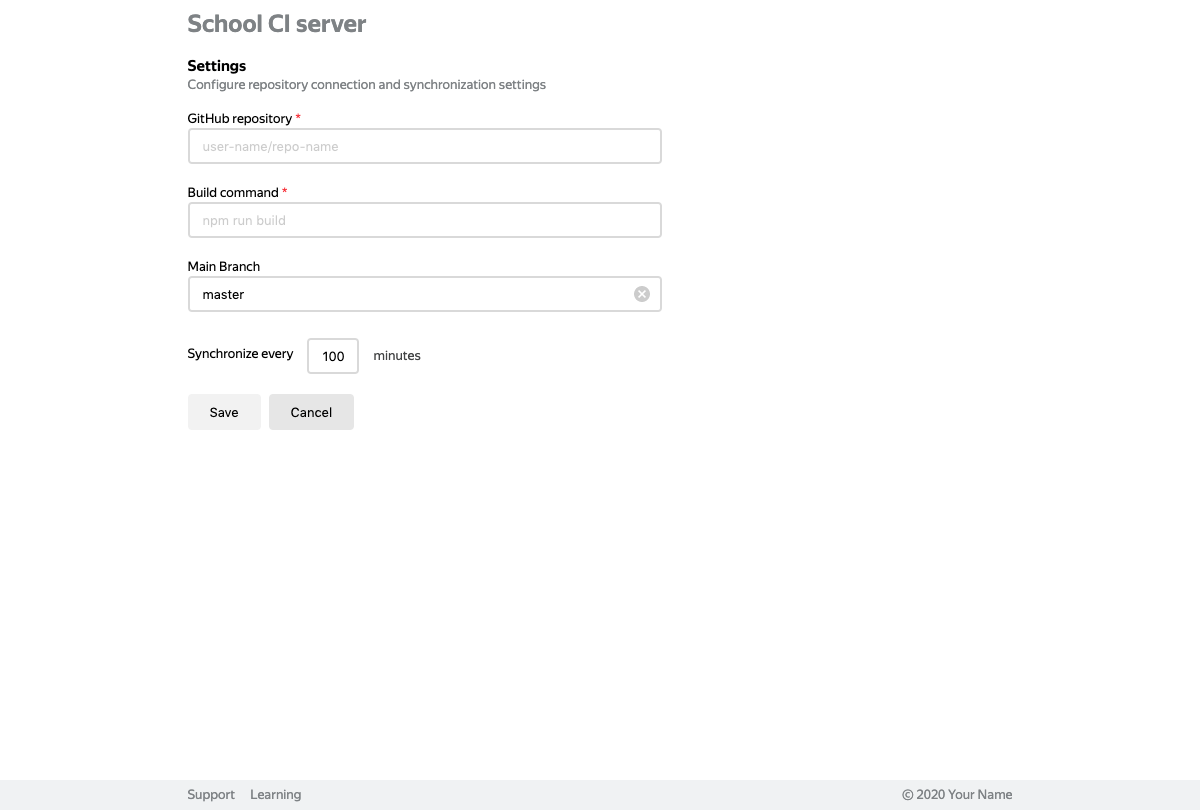 School CI server
Settings
Configure repository connection and synchronization settings
GitHub repository *
user-name/repo-name
Build command *
npm run build
Main Branch
master
Synchronize every 100 minutes
Save Cancel
Support Learning © 2020 Your Name